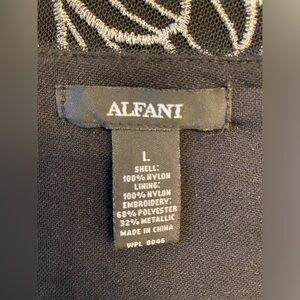 ALFANI
L
SHELL:
100% NYLON
LINING:
100% NYLON
EMBROIDERY:
68% POLYESTER
32% METALLIC
MADE IN CHINA
WPL 8046